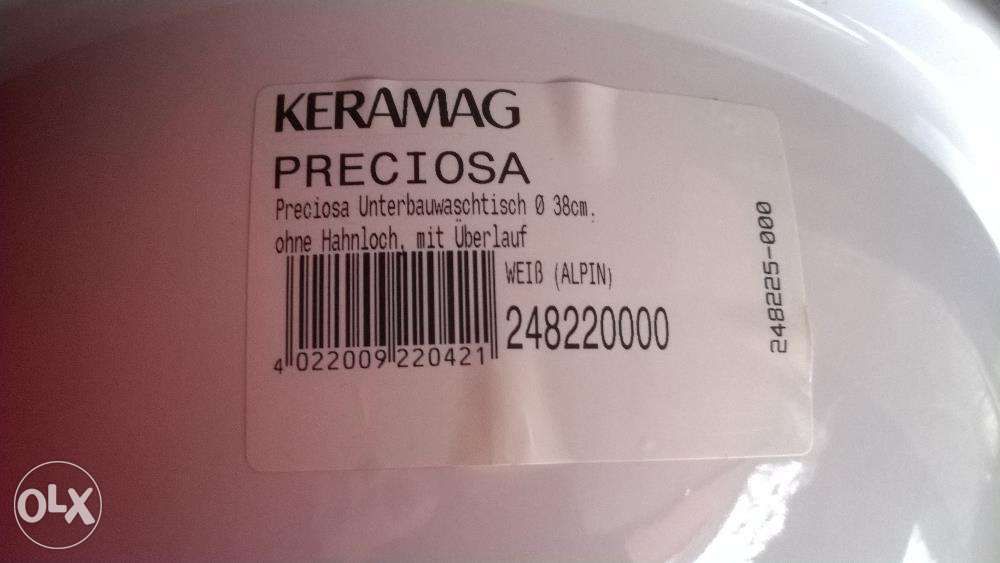 KERAMAG
PRECIOSA
Preciosa Unterbauwaschtisch Ø 38cm.
ohne Hahnloch, mit Überlauf
WEIß (ALPIN)
248220000
4 022009 220421
248225-000
OLX